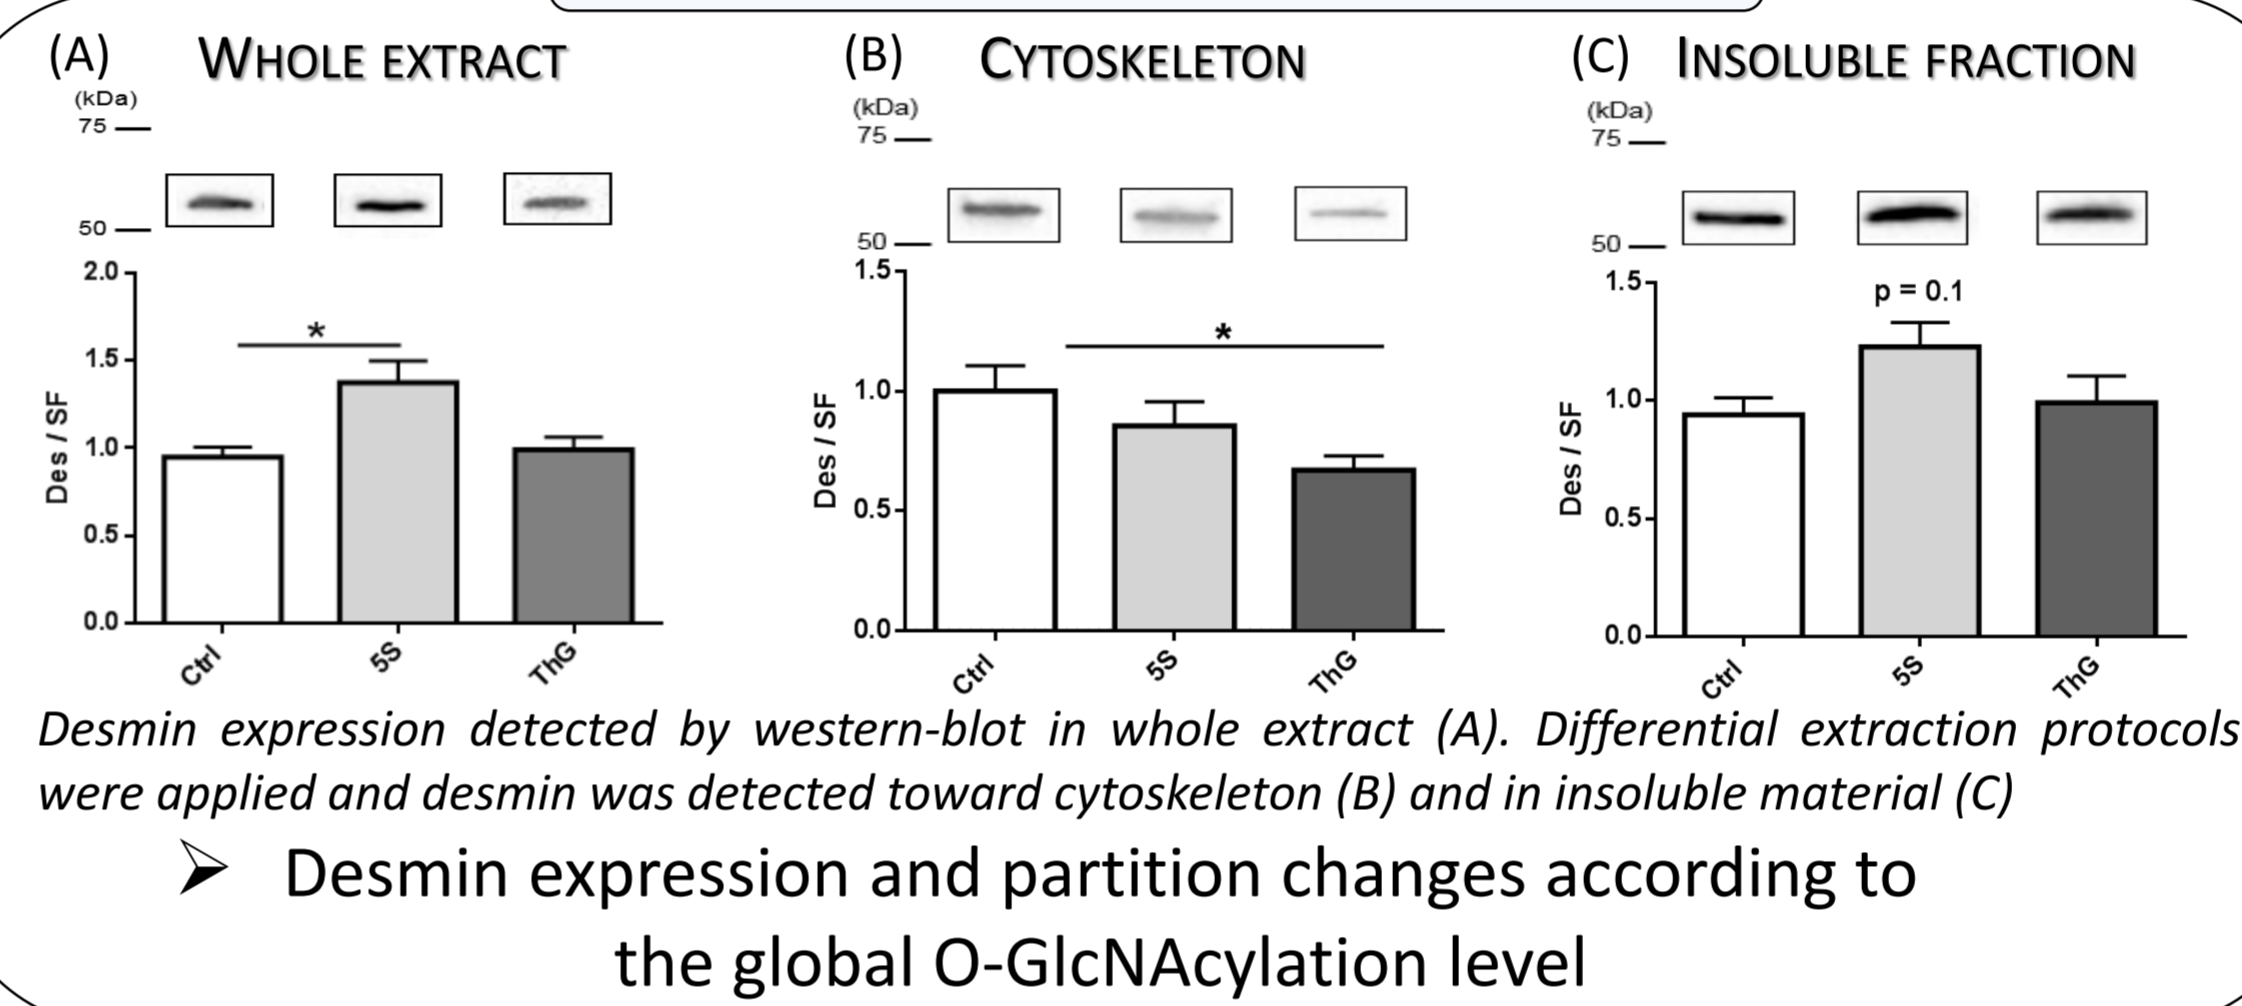 (A) WHOLE EXTRACT
(kDa)
75
50
2.0
1.5
1.0
0.5
0.0
Des / SF
*
Ctrl
5S
ThG
(B) CYTOSKELETON
(kDa)
75
50
1.5
1.0
0.5
0.0
Des / SF
*
Ctrl
5S
ThG
(C) INSOLUBLE FRACTION
(kDa)
75
50
1.5
1.0
0.5
0.0
Des / SF
p = 0.1
Ctrl
5S
ThG
Desmin expression detected by western-blot in whole extract (A). Differential extraction protocols
were applied and desmin was detected toward cytoskeleton (B) and in insoluble material (C)
➢ Desmin expression and partition changes according to
the global O-GlcNAcylation level